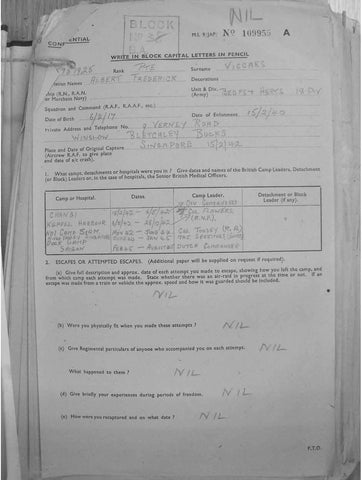 NIL
BLOCK
No 38
CONFIDENTIAL
M.I. 9/JAP/ No 109955 A
WRITE IN BLOCK CAPITAL LETTERS IN PENCIL
Rank PTE Surname VICCARS
Names ALBERT FREDERICK Decorations
Ship (R.N., R.A.N. or Merchant Navy)
Unit & Div. (Army) BEDFS & HERTS 18 DIV
Squadron and Command (R.A.F., R.A.A.F., etc.)
Date of Birth 6/2/17 Date of Enlistment 15/2/40
Private Address and Telephone No. 9 VERNEY ROAD
WINSLOW BLETCHLEY BUCKS
Place and Date of Original Capture SINGAPORE 15/2/42
(Aircrew R.A.F. to give place and date of a/c crash).
1. What camps, detachments or hospitals were you in? Give dates and names of the British Camp Leaders, Detachment (or Block) Leaders or, in the case of hospitals, the Senior British Medical Officers.
Camp or Hospital. Dates Camp Leader. Detachment or Block Leader (if any).
CHANGI
KEPPEL HARBOUR COL FLOWERS
COL TOOSEY (R.A.)
SAIGON
2. ESCAPES OR ATTEMPTED ESCAPES. (Additional paper will be supplied on request if required).
(a) Give full description and approx. date of each attempt you made to escape, showing how you left the camp, and from which camp each attempt was made. State whether there was an air-raid in progress at the time or not. If an escape was made from a train or vehicle the approx. speed and how it was guarded should be included.
NIL
(b) Were you physically fit when you made these attempts? NIL
(c) Give Regimental particulars of anyone who accompanied you on each attempt. NIL
What happened to them? NIL
(d) Give briefly your experiences during periods of freedom. NIL
(e) How were you recaptured and on what date? NIL
P.T.O.